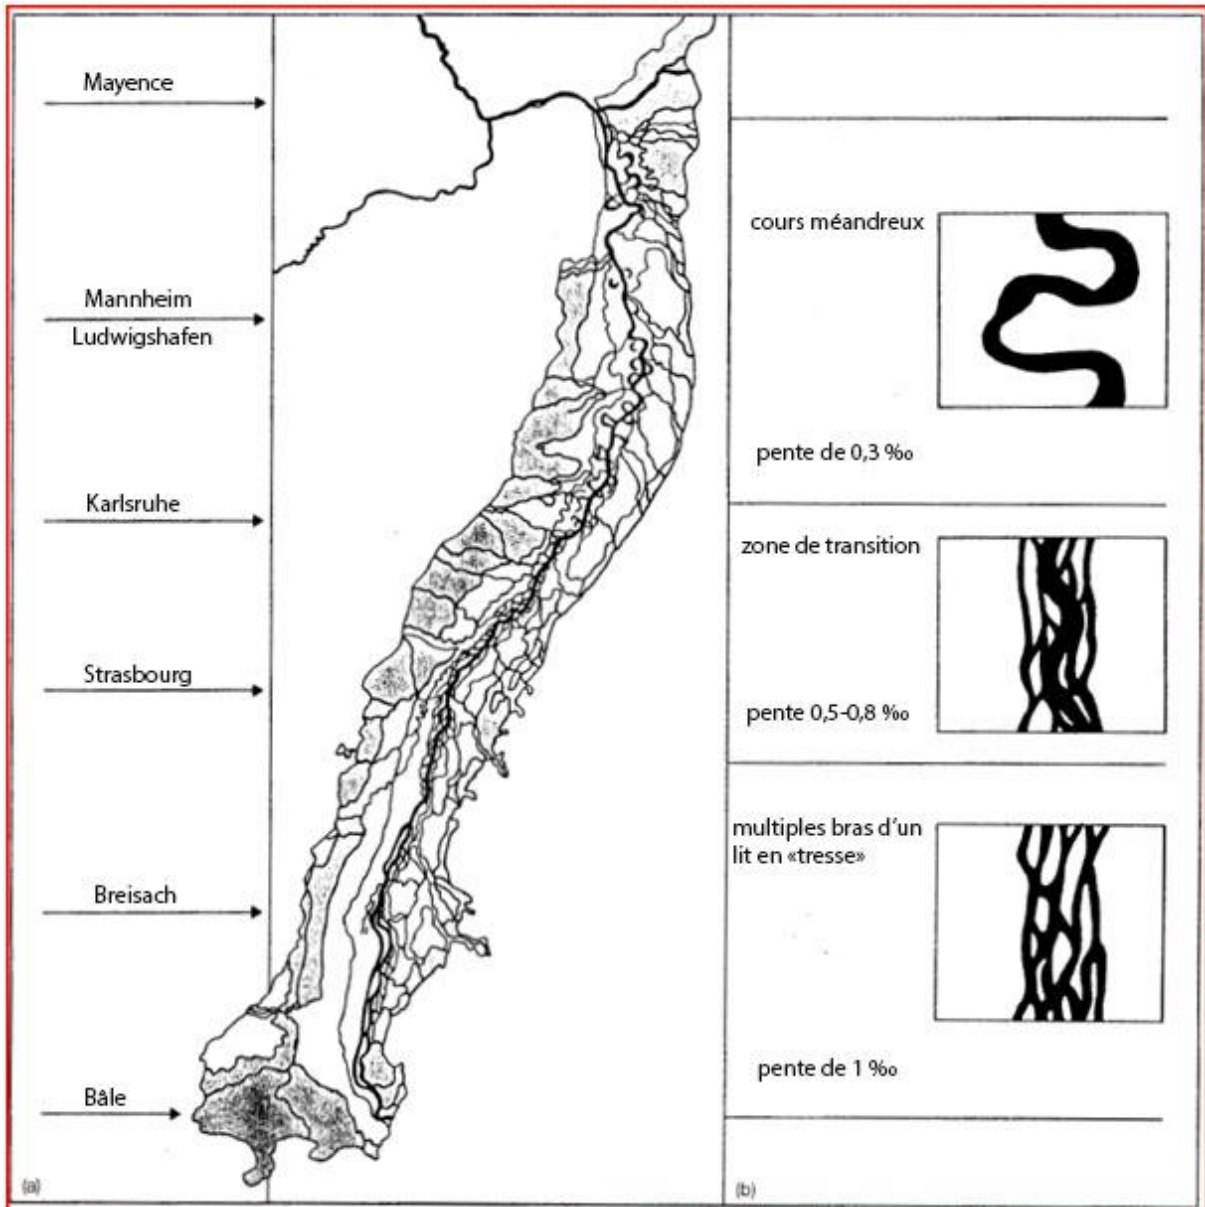 Mayence
Mannheim
Ludwigshafen
Karlsruhe
Strasbourg
Breisach
Bâle
(a)
cours méandreux
pente de 0,3 ‰
zone de transition
pente 0,5-0,8 ‰
multiples bras d'un
lit en «tresse»
pente de 1 ‰
(b)